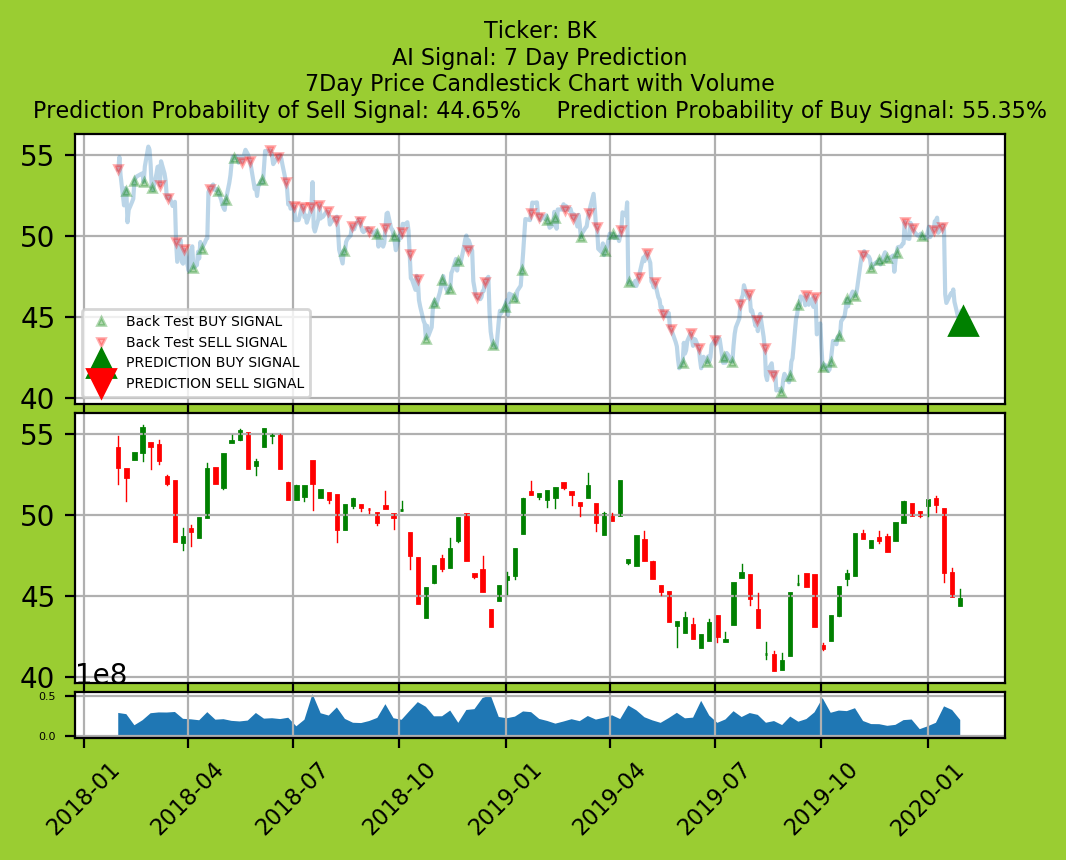 Ticker: BK
AI Signal: 7 Day Prediction
7Day Price Candlestick Chart with Volume
Prediction Probability of Sell Signal: 44.65%     Prediction Probability of Buy Signal: 55.35%
55
50
45
40
Back Test BUY SIGNAL
Back Test SELL SIGNAL
PREDICTION BUY SIGNAL
PREDICTION SELL SIGNAL
55
50
45
40
1e8
0.5
0.0
2018-01
2018-04
2018-07
2018-10
2019-01
2019-04
2019-07
2019-10
2020-01